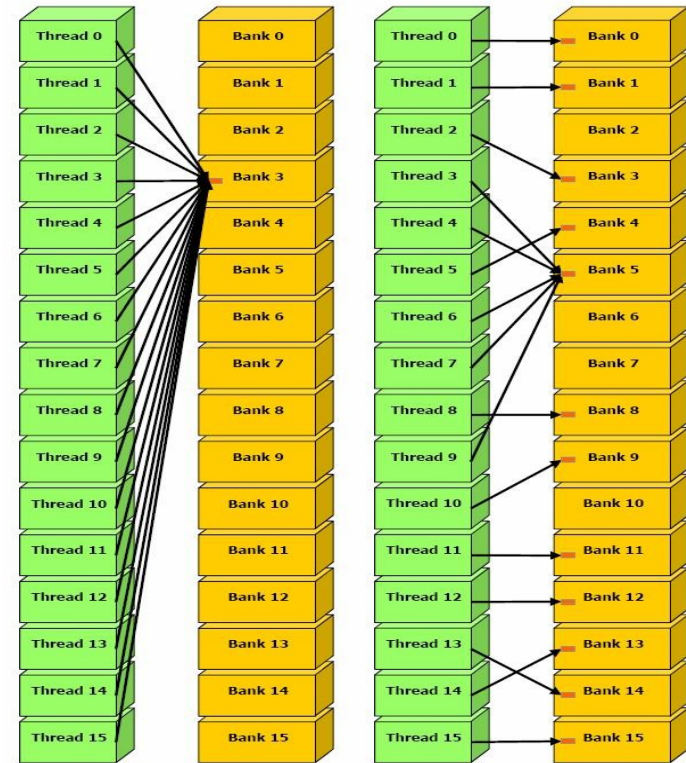 Thread 0 Bank 0 Thread 0 Bank 0
Thread 1 Bank 1 Thread 1 Bank 1
Thread 2 Bank 2 Thread 2 Bank 2
Thread 3 Bank 3 Thread 3 Bank 3
Thread 4 Bank 4 Thread 4 Bank 4
Thread 5 Bank 5 Thread 5 Bank 5
Thread 6 Bank 6 Thread 6 Bank 6
Thread 7 Bank 7 Thread 7 Bank 7
Thread 8 Bank 8 Thread 8 Bank 8
Thread 9 Bank 9 Thread 9 Bank 9
Thread 10 Bank 10 Thread 10 Bank 10
Thread 11 Bank 11 Thread 11 Bank 11
Thread 12 Bank 12 Thread 12 Bank 12
Thread 13 Bank 13 Thread 13 Bank 13
Thread 14 Bank 14 Thread 14 Bank 14
Thread 15 Bank 15 Thread 15 Bank 15